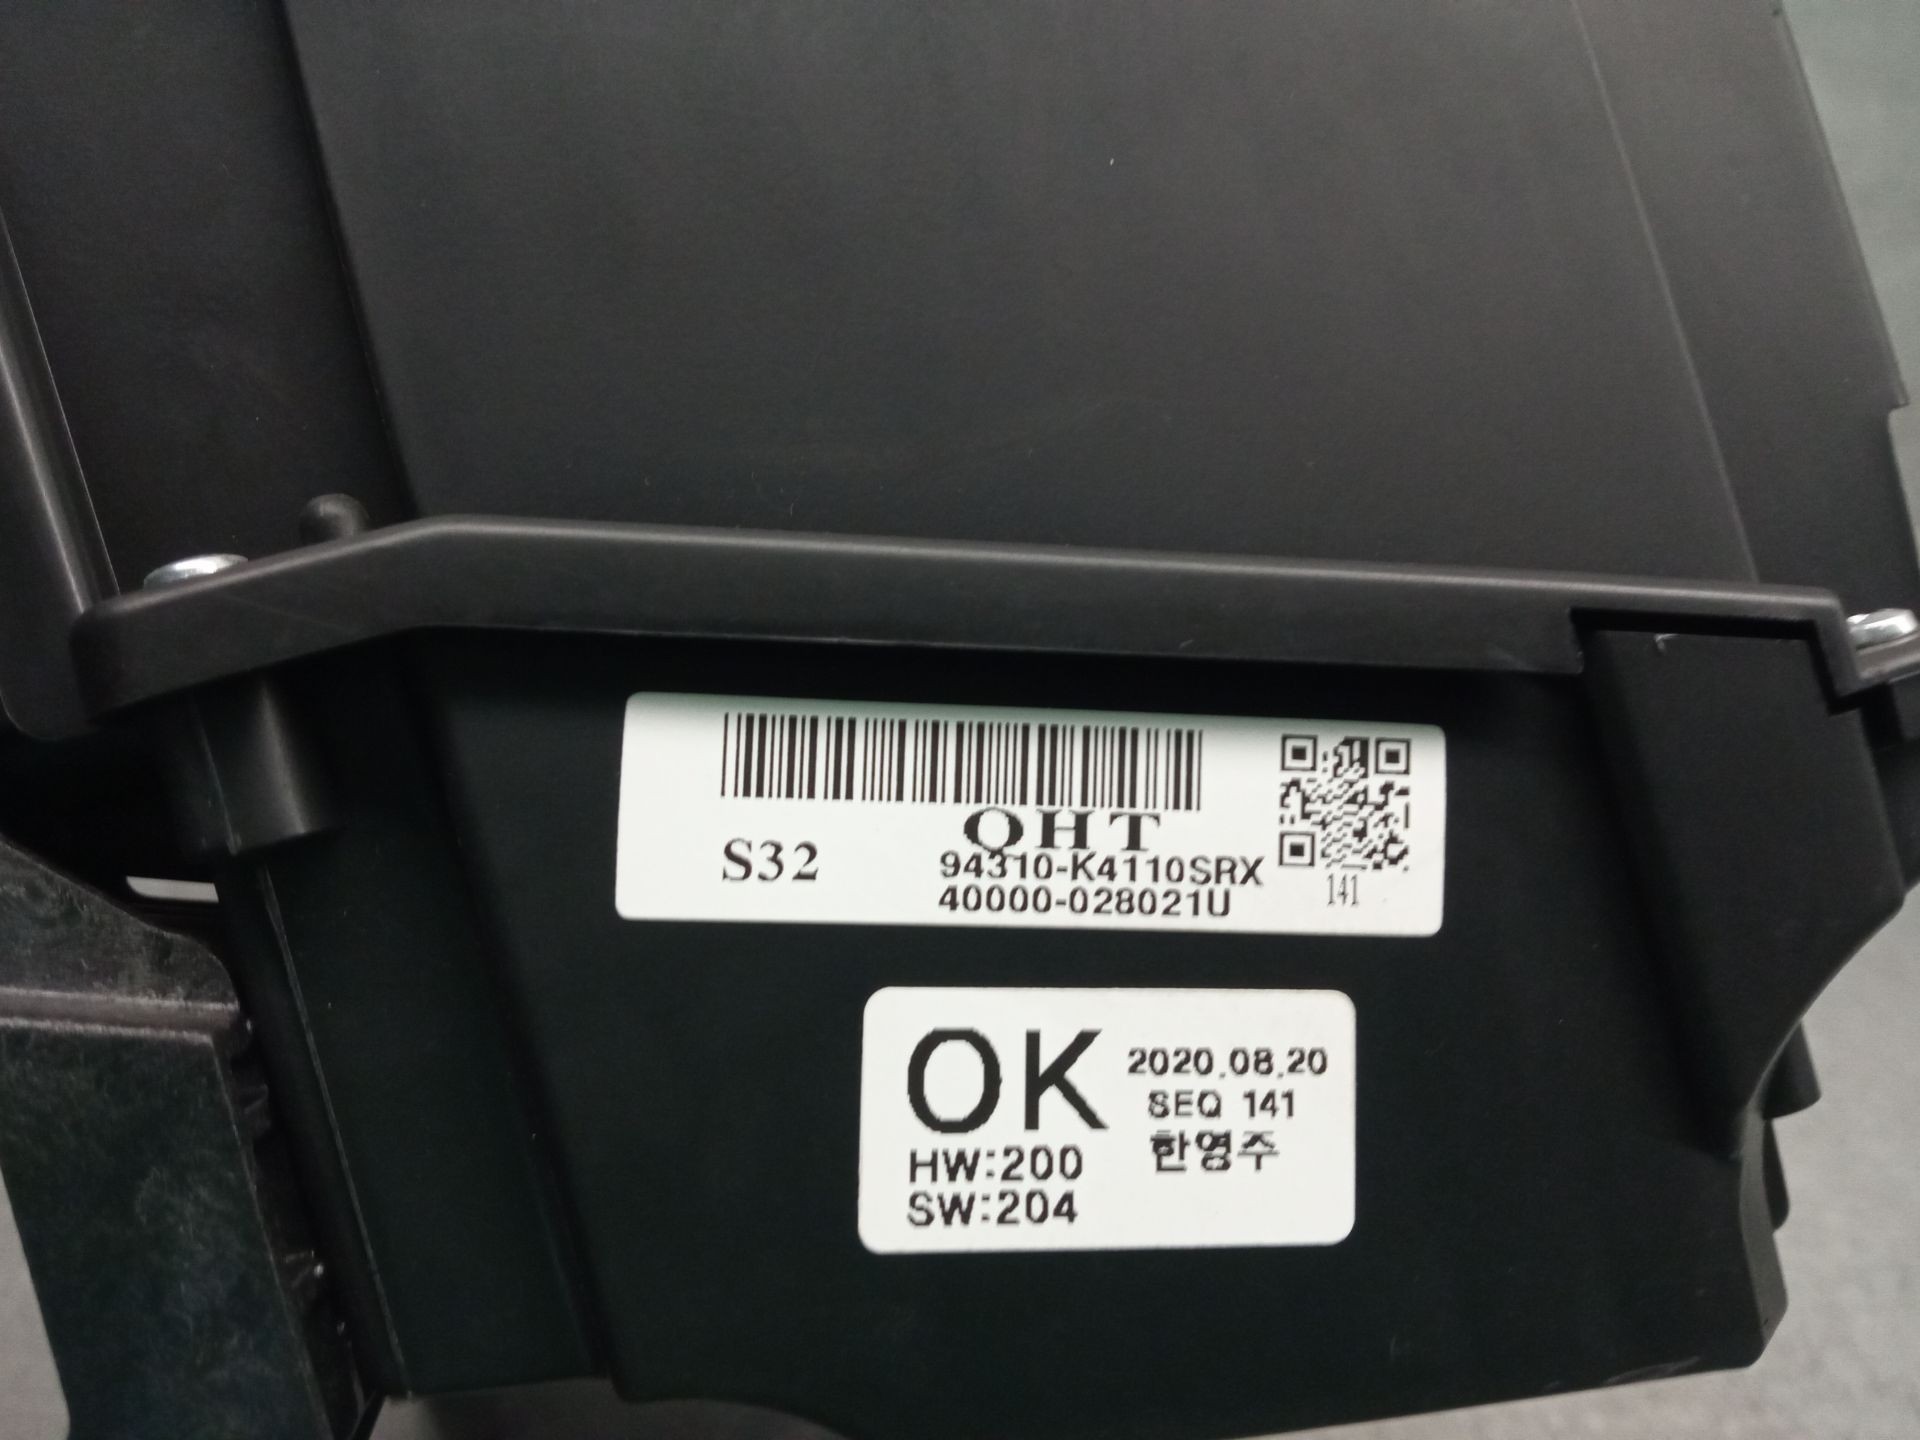 QHT
S32
94310-K4110SRX
40000-028021U
141
OK
2020.08.20
SEQ 141
한영주
HW:200
SW:204